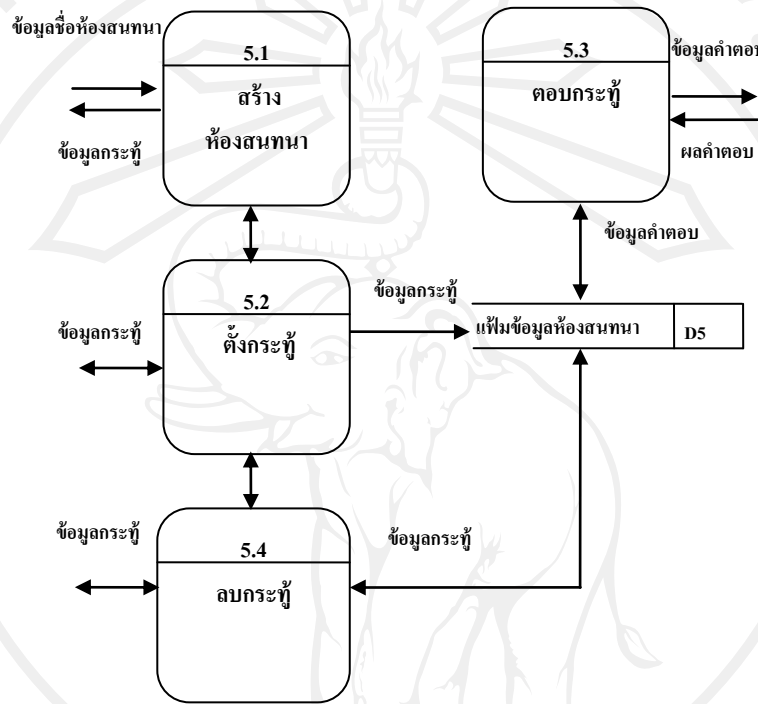 ข้อมูลชื่อห้องสนทนา
ข้อมูลกระทู้
5.1
สร้าง
ห้องสนทนา
5.3
ตอบกระทู้
ข้อมูลคำตอบ
ผลคำตอบ
ข้อมูลคำตอบ
5.2
ตั้งกระทู้
ข้อมูลกระทู้
ข้อมูลกระทู้
แฟ้มข้อมูลห้องสนทนา
D5
5.4
ลบกระทู้
ข้อมูลกระทู้
ข้อมูลกระทู้